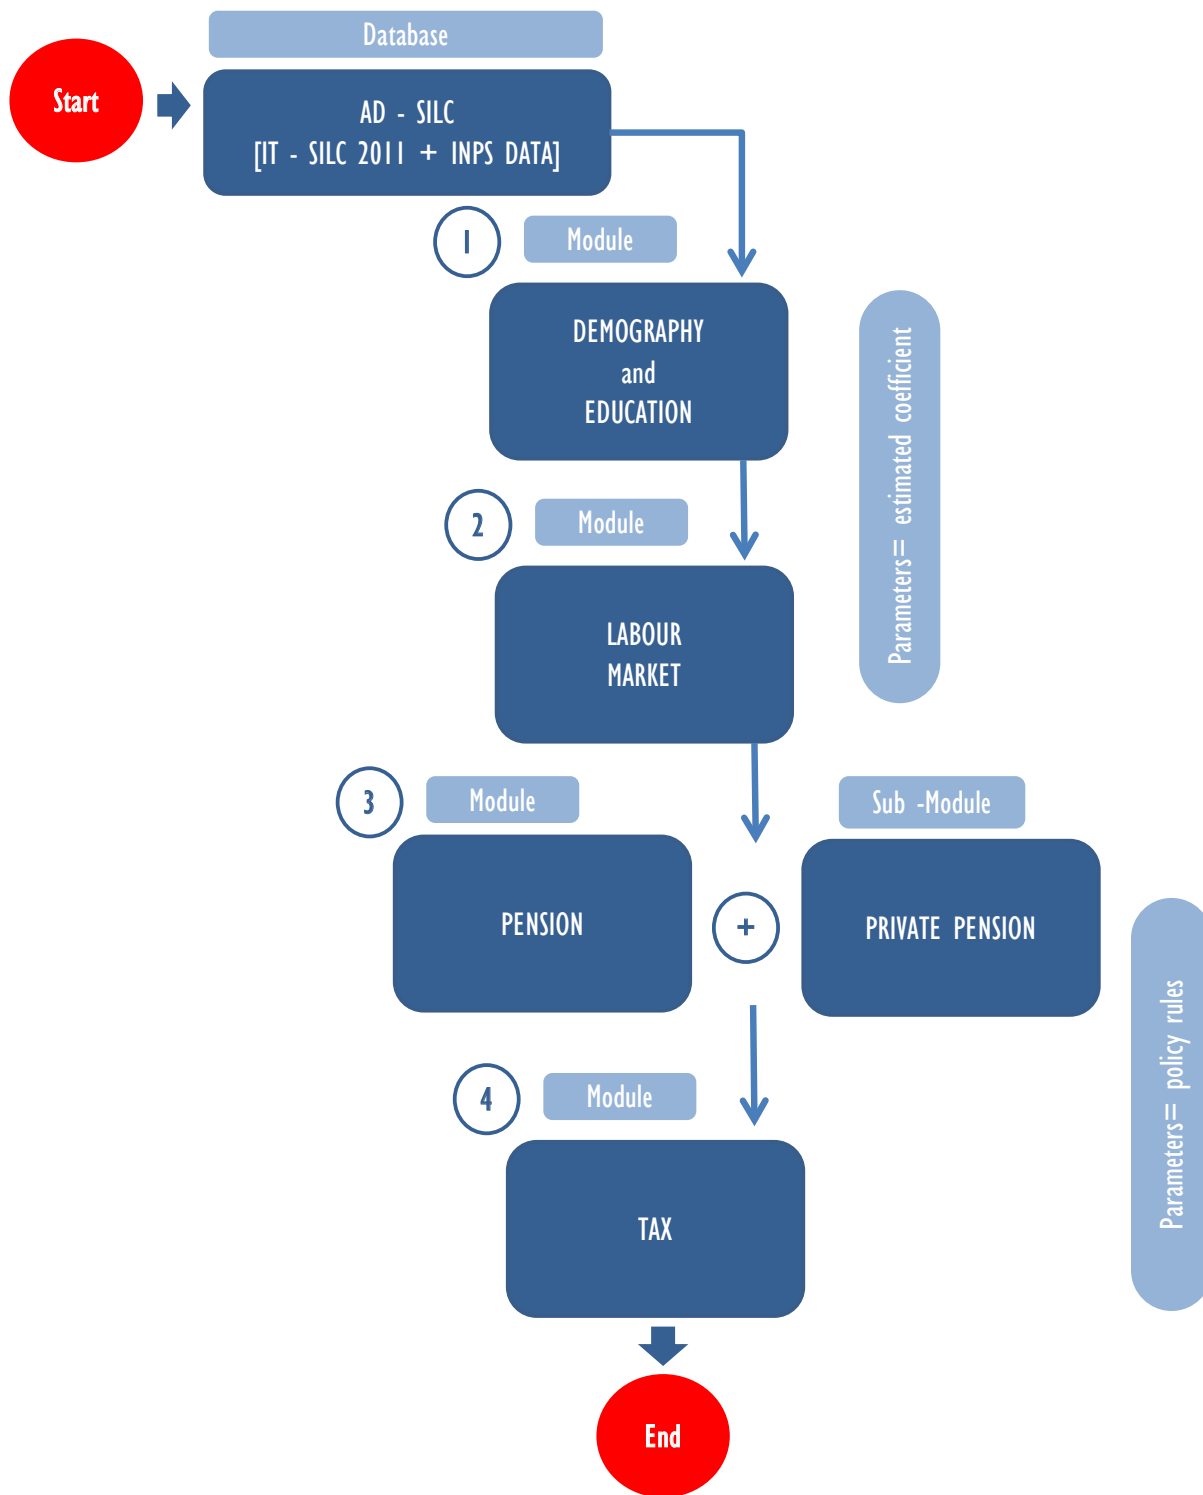 Database
Start
AD - SILC
[IT - SILC 2011 + INPS DATA]
1
Module
DEMOGRAPHY
and
EDUCATION
Parameters= estimated coefficient
2
Module
LABOUR
MARKET
3
Module
Sub -Module
PENSION
+
PRIVATE PENSION
Parameters= policy rules
4
Module
TAX
End